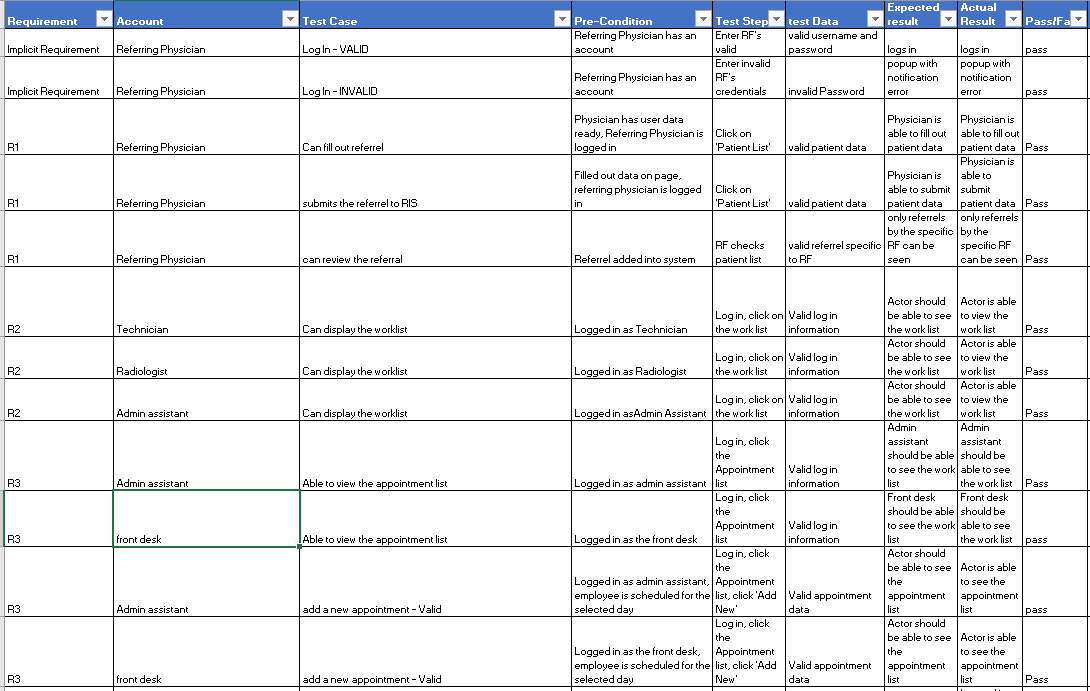 Requirement Account Test Case Pre-Condition Test Step test Data Expected result Actual Result Pass/Fa
Implicit Requirement Referring Physician Log In - VALID Referring Physician has an account Enter RF's valid valid username and password logs in logs in pass
Implicit Requirement Referring Physician Log In - INVALID Referring Physician has an account Enter invalid RF's credentials invalid Password popup with notification error popup with notification error pass
R1 Referring Physician Can fill out referrel Physician has user data ready, Referring Physician is logged in Click on 'Patient List' valid patient data Physician is able to fill out patient data Physician is able to fill out patient data Pass
R1 Referring Physician submits the referrel to RIS Filled out data on page, referring physician is logged in Click on 'Patient List' valid patient data Physician is able to submit patient data Physician is able to submit patient data Pass
R1 Referring Physician can review the referral Referrel added into system RF checks patient list valid referrel specific to RF only referrels by the specific RF can be seen only referrels by the specific RF can be seen Pass
R2 Technician Can display the worklist Logged in as Technician Log in, click on the work list Valid log in information Actor should be able to see the work list Actor is able to view the work list Pass
R2 Radiologist Can display the worklist Logged in as Radiologist Log in, click on the work list Valid log in information Actor should be able to see the work list Actor is able to view the work list Pass
R2 Admin assistant Can display the worklist Logged in asAdmin Assistant Log in, click on the work list Valid log in information Actor should be able to see the work list Actor is able to view the work list Pass
R3 Admin assistant Able to view the appointment list Logged in as admin assistant Log in, click the Appointment list Valid log in information Admin assistant should be able to see the work list Admin assistant should be able to see the work list Pass
R3 front desk Able to view the appointment list Logged in as the front desk Log in, click the Appointment list Valid log in information Front desk should be able to see the work list Front desk should be able to see the work list pass
R3 Admin assistant add a new appointment - Valid Logged in as admin assistant, employee is scheduled for the selected day Log in, click the Appointment list, click 'Add New' Valid appointment data Actor should be able to see the appointment list Actor is able to see the appointment list pass
R3 front desk add a new appointment - Valid Logged in as the front desk, employee is scheduled for the selected day Log in, click the Appointment list, click 'Add New' Valid appointment data Actor should be able to see the appointment list Actor is able to see the appointment list Pass